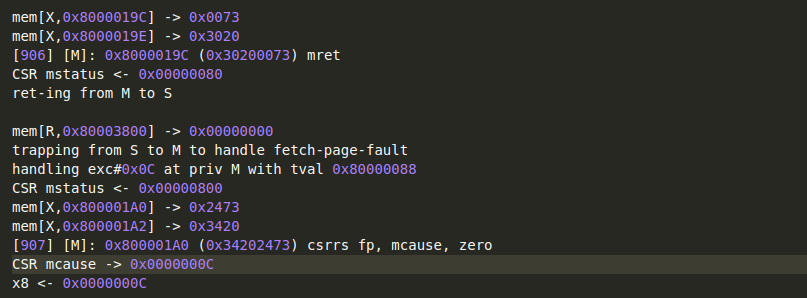 mem[X,0x8000019C] -> 0x0073
mem[X,0x8000019E] -> 0x3020
[906] [M]: 0x8000019C (0x30200073) mret
CSR mstatus <- 0x00000080
ret-ing from M to S
mem[R,0x80003800] -> 0x00000000
trapping from S to M to handle fetch-page-fault
handling exc#0x0C at priv M with tval 0x80000088
CSR mstatus <- 0x00000800
mem[X,0x800001A0] -> 0x2473
mem[X,0x800001A2] -> 0x3420
[907] [M]: 0x800001A0 (0x34202473) csrrs fp, mcause, zero
CSR mcause -> 0x0000000C
x8 <- 0x0000000C